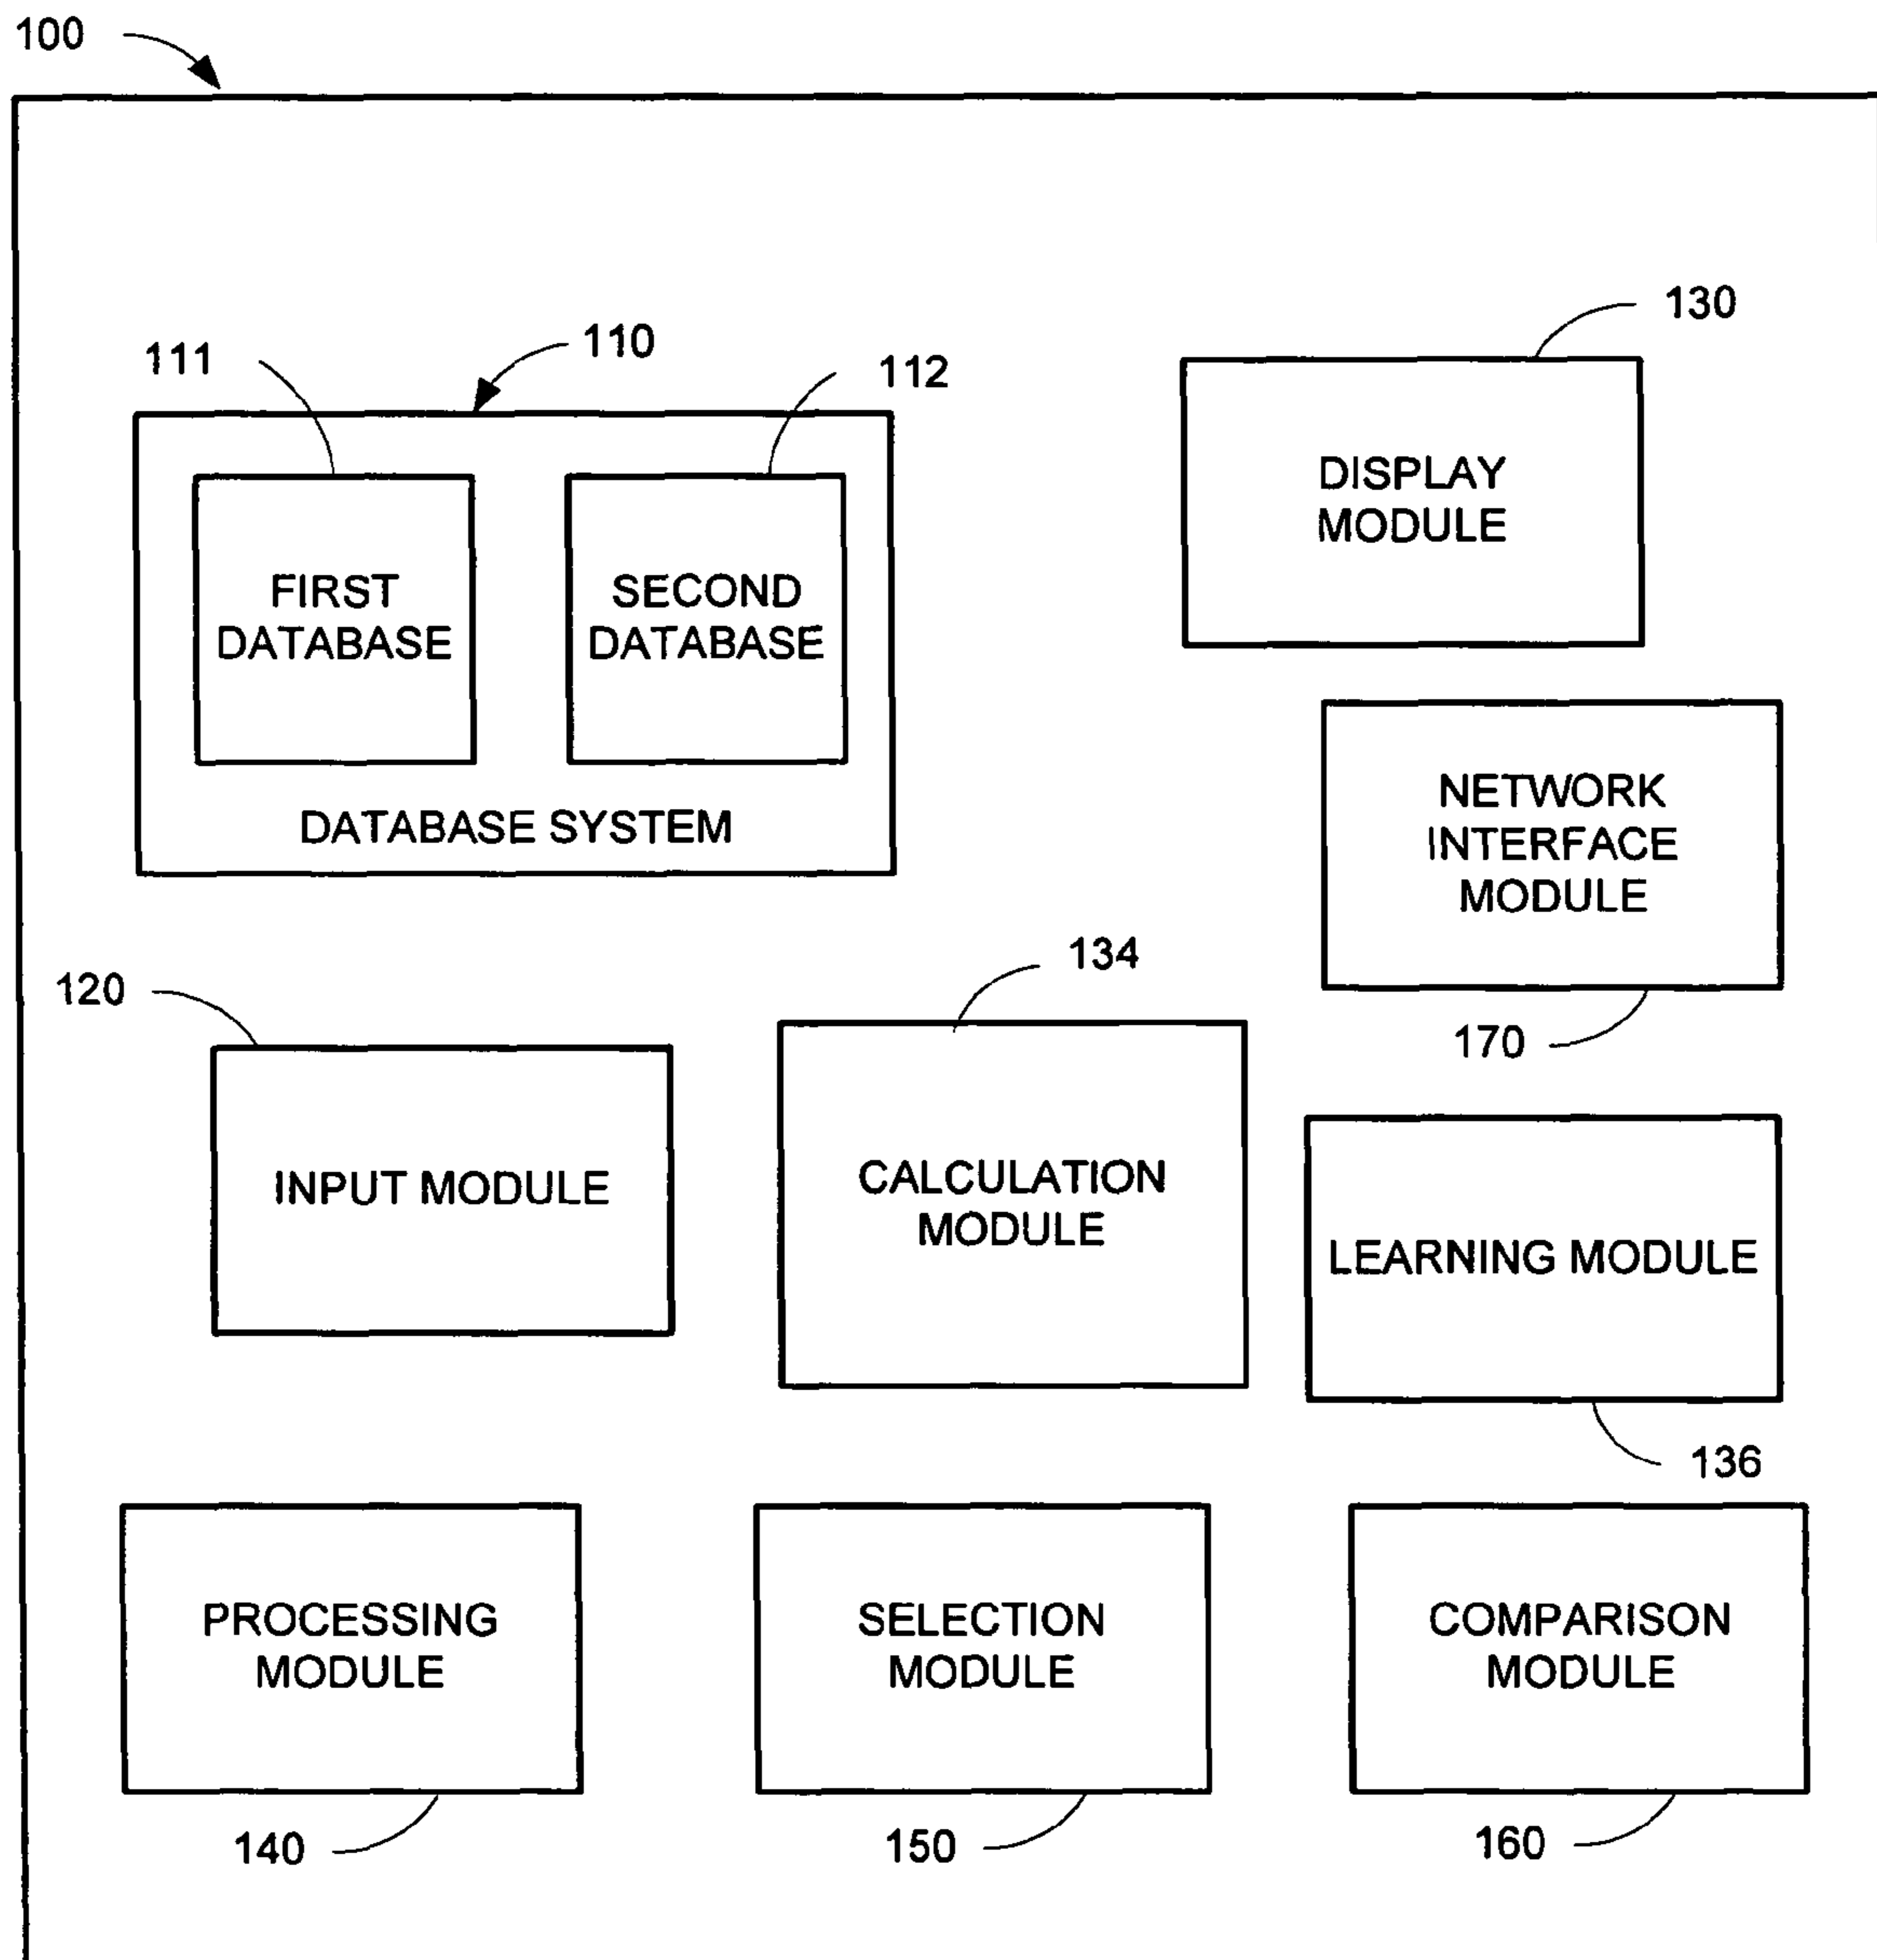 100
130
110
111
112
DISPLAY
MODULE
FIRST
DATABASE
SECOND
DATABASE
DATABASE SYSTEM
NETWORK
INTERFACE
MODULE
134
120
170
INPUT MODULE
CALCULATION
MODULE
LEARNING MODULE
136
PROCESSING
MODULE
SELECTION
MODULE
COMPARISON
MODULE
140
150
160